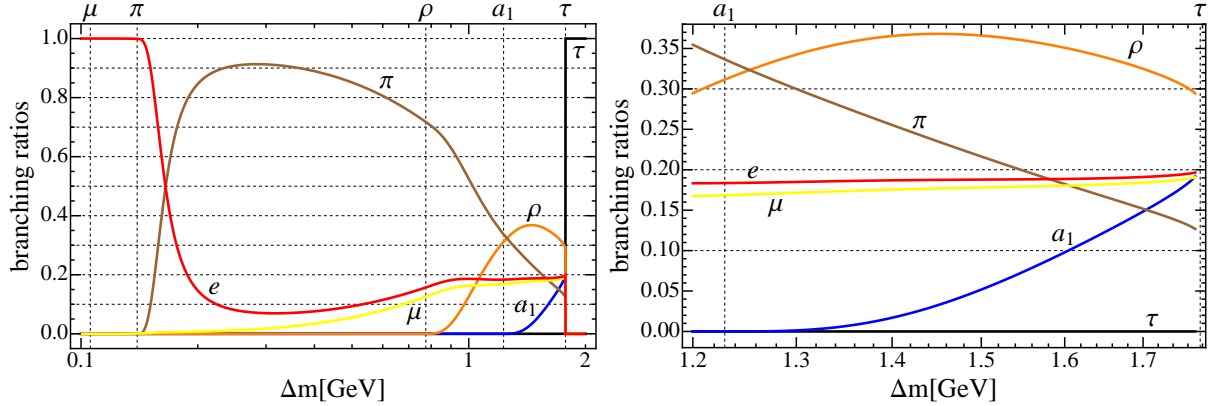 μ π ρ a₁ τ
1.0
0.8
0.6
0.4
0.2
0.0
branching ratios
τ
π
ρ
e
μ
a₁
0.1 1 2
Δm[GeV]
a₁ τ
0.35
0.30
0.25
0.20
0.15
0.10
0.05
0.00
branching ratios
ρ
π
e
μ
a₁
τ
1.2 1.3 1.4 1.5 1.6 1.7
Δm[GeV]